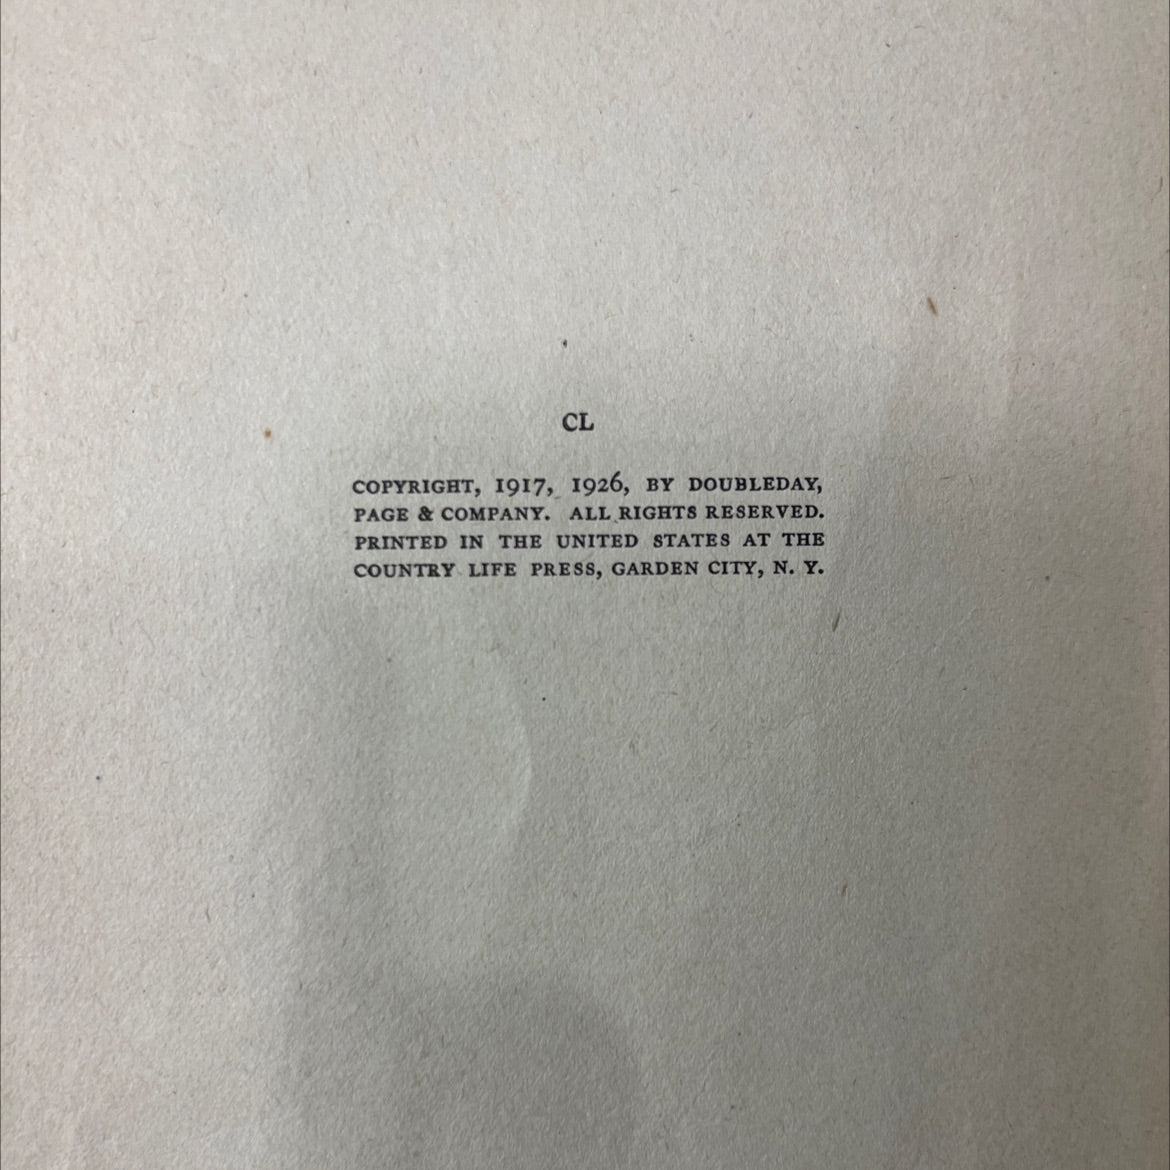 CL
COPYRIGHT, 1917, 1926, BY DOUBLEDAY,
PAGE & COMPANY. ALL RIGHTS RESERVED.
PRINTED IN THE UNITED STATES AT THE
COUNTRY LIFE PRESS, GARDEN CITY, N. Y.